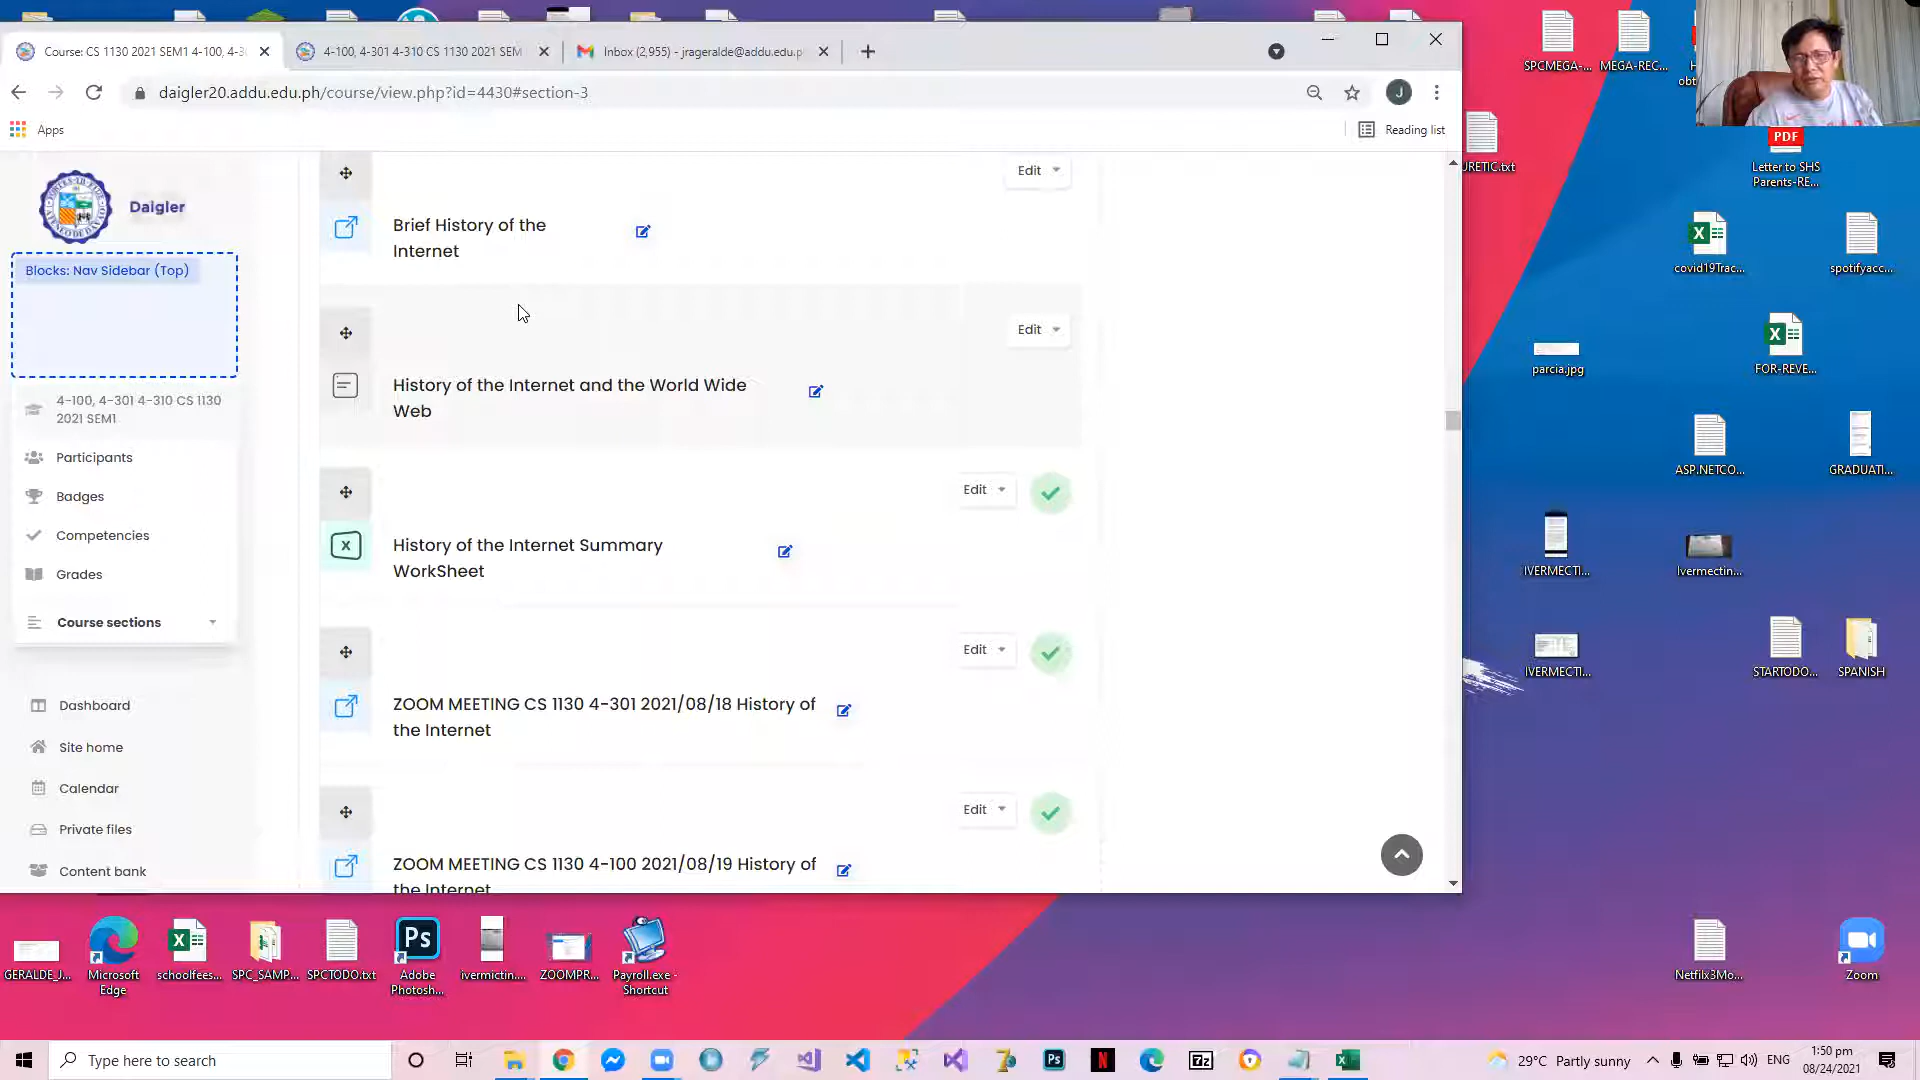 Course: CS 1130 2021 SEM1 4-100, 4-3
4-100, 4-301 4-310 CS 1130 2021 SEM
Inbox (2,955) - jrageralde@addu.edu.p
daigler20.addu.edu.ph/course/view.php?id=4430#section-3
J
Apps
Reading list
Daigler
Blocks: Nav Sidebar (Top)
4-100, 4-301 4-310 CS 1130
2021 SEM1
Participants
Badges
Competencies
Grades
Course sections
Dashboard
Site home
Calendar
Private files
Content bank
Edit
Brief History of the
Internet
Edit
History of the Internet and the World Wide
Web
Edit
History of the Internet Summary
WorkSheet
Edit
ZOOM MEETING CS 1130 4-301 2021/08/18 History of
the Internet
Edit
ZOOM MEETING CS 1130 4-100 2021/08/19 History of
the Internet
SPCMEGA-...
MEGA-REC...
URETIC.txt
PDF
Letter to SHS
Parents-RE...
covid19Trac...
spotifyacc...
parcia.jpg
FOR-REVE...
ASP.NETCO...
GRADUATI...
IVERMECTI...
Ivermectin...
IVERMECTI...
STARTODO...
SPANISH
Netfilx3Mo...
Zoom
GERALDE_J...
Microsoft
Edge
schoolfees...
SPC_SAMP...
SPCTODO.txt
Ps
Adobe
Photosh...
ivermictin....
ZOOMPR...
Payroll.exe -
Shortcut
Type here to search
29°C Partly sunny
ENG
1:50 pm
08/24/2021